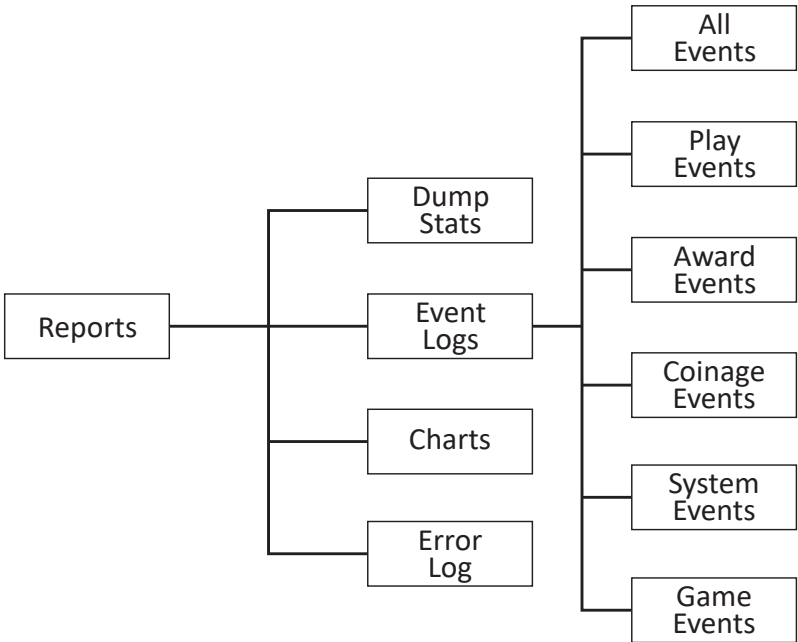 Reports
Dump
Stats
Event
Logs
Charts
Error
Log
All
Events
Play
Events
Award
Events
Coinage
Events
System
Events
Game
Events